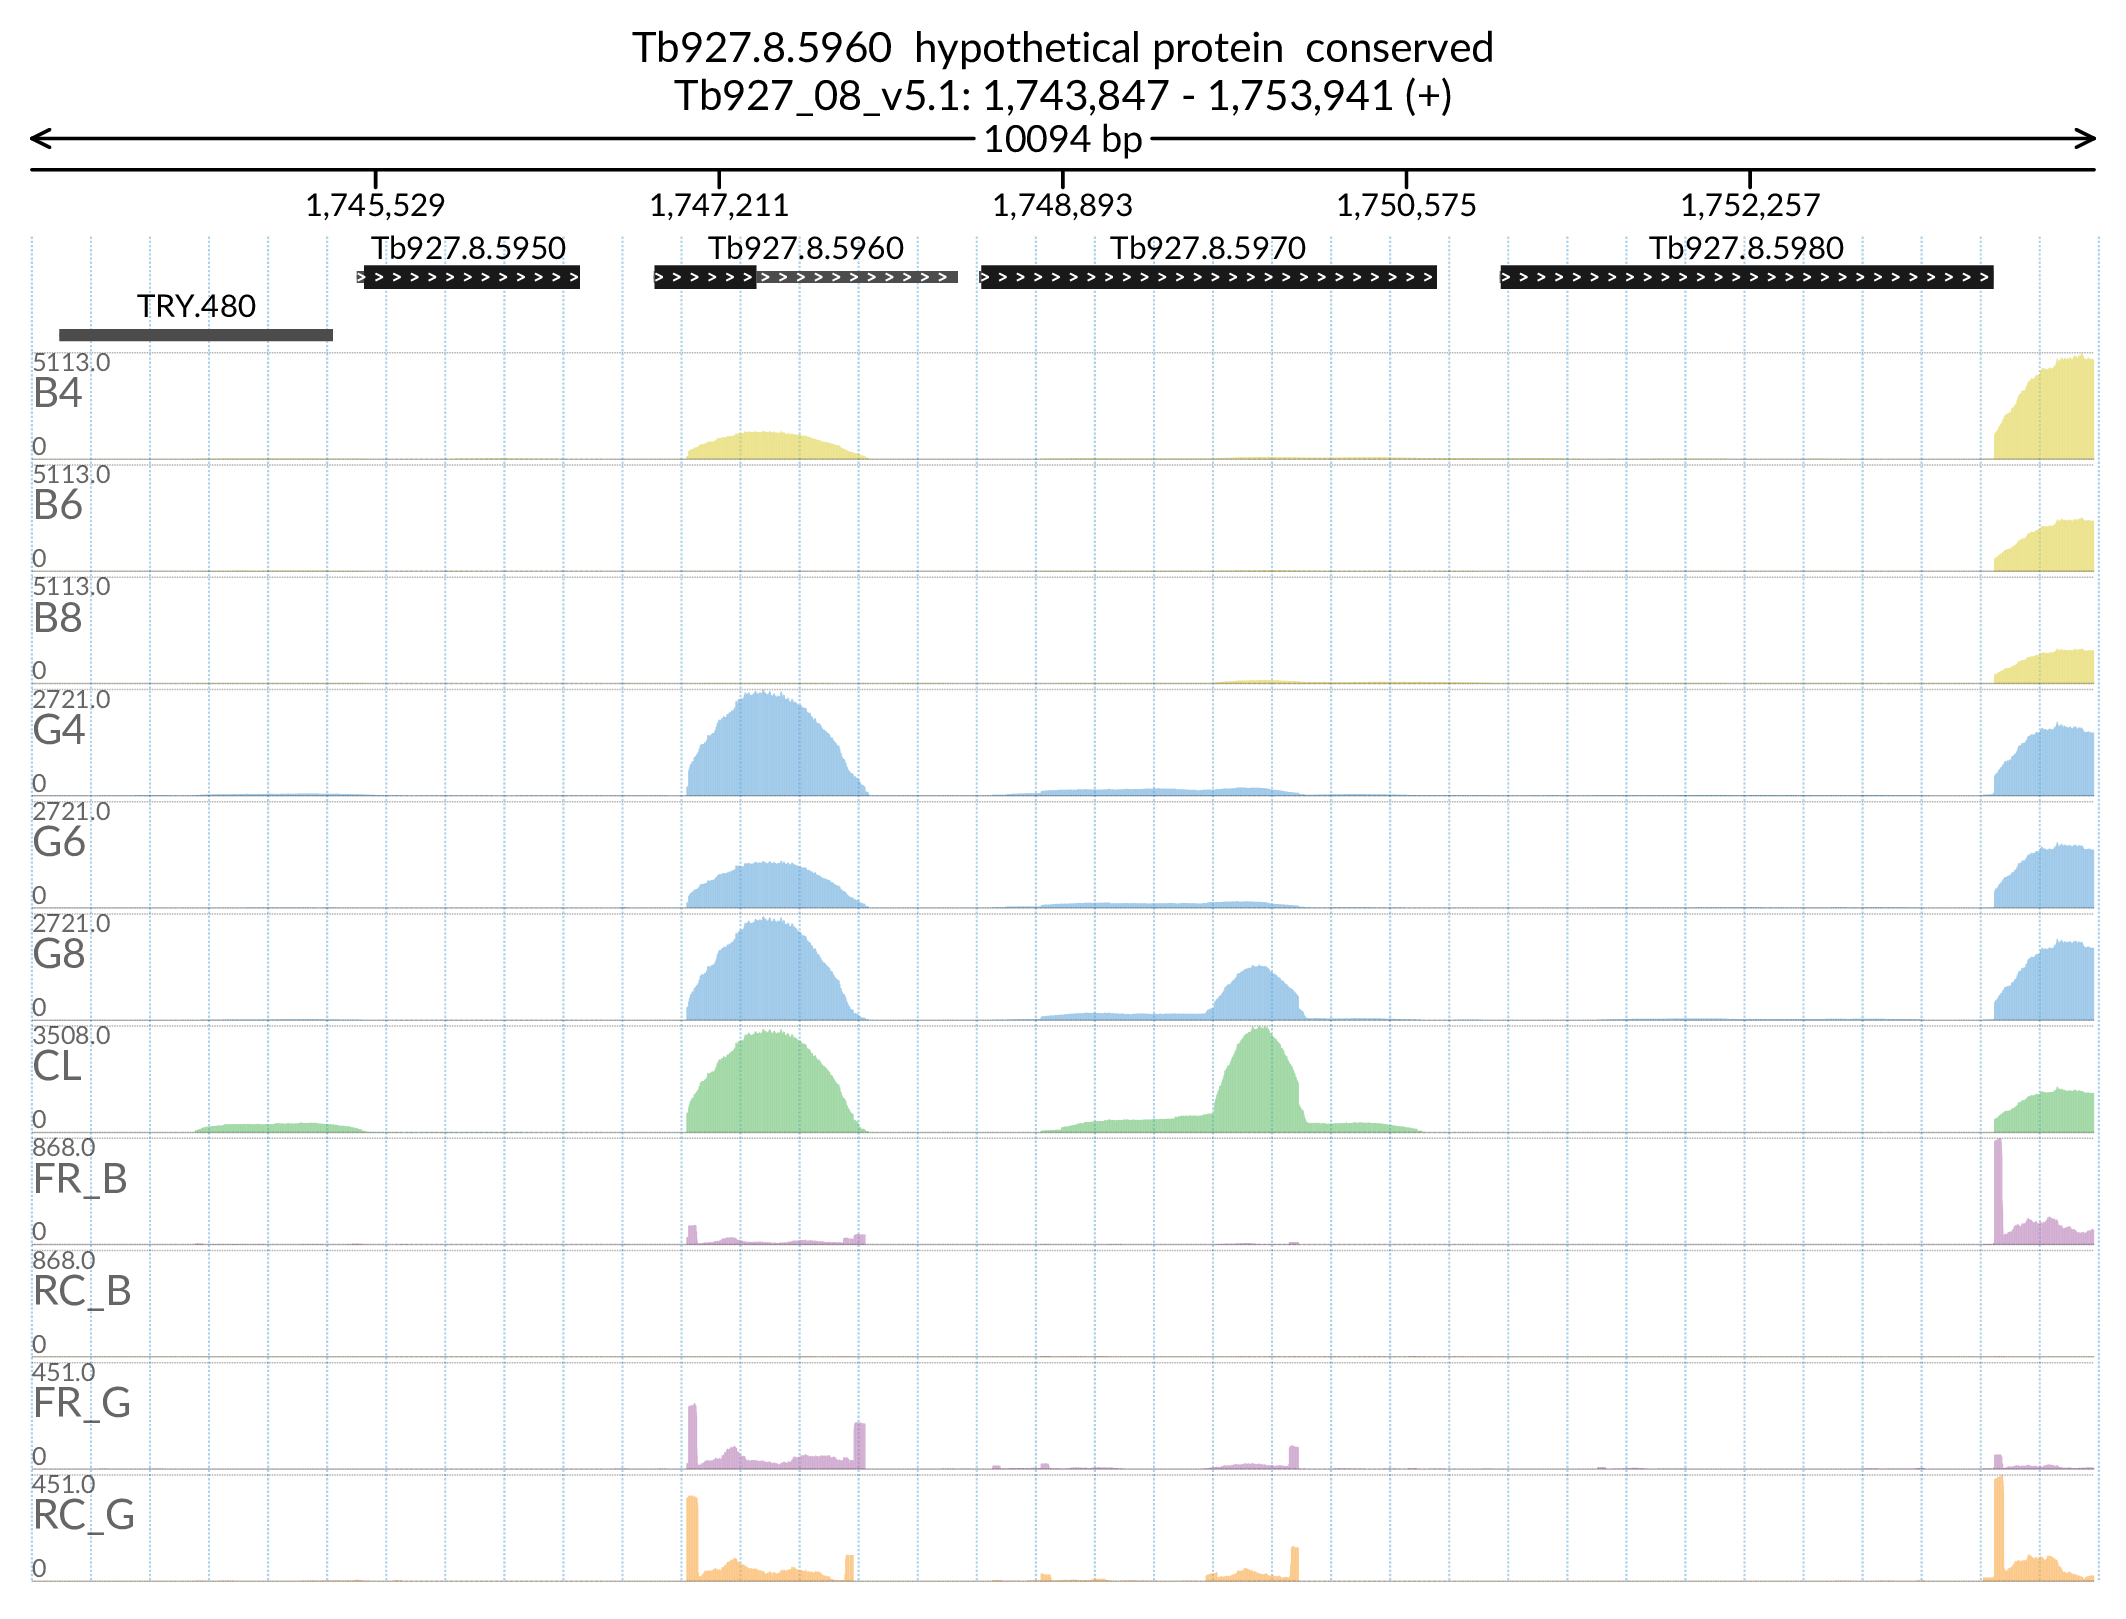 Tb927.8.5960  hypothetical protein  conserved
Tb927_08_v5.1: 1,743,847 - 1,753,941 (+)
10094 bp
1,745,529 1,747,211 1,748,893 1,750,575 1,752,257
Tb927.8.5950 Tb927.8.5960 Tb927.8.5970 Tb927.8.5980
TRY.480
5113.0
B4
0
5113.0
B6
0
5113.0
B8
0
2721.0
G4
0
2721.0
G6
0
2721.0
G8
0
3508.0
CL
0
868.0
FR_B
0
868.0
RC_B
0
451.0
FR_G
0
451.0
RC_G
0